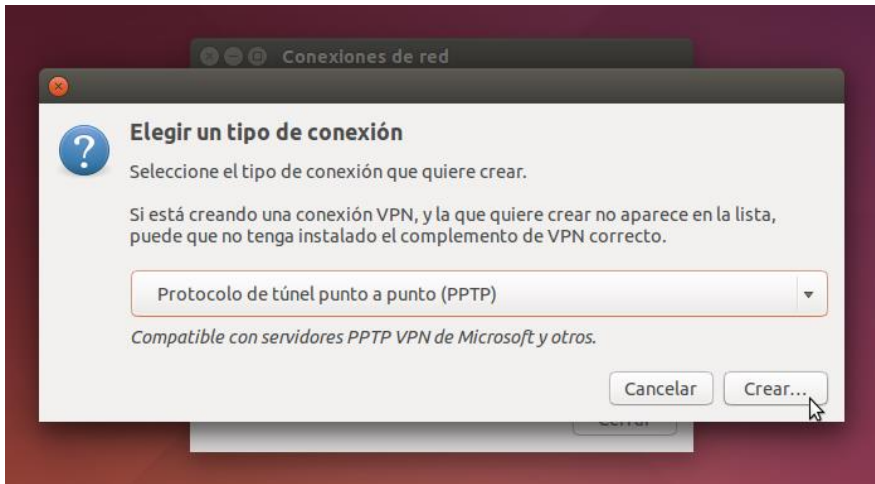 Conexiones de red
Elegir un tipo de conexión
Seleccione el tipo de conexión que quiere crear.
Si está creando una conexión VPN, y la que quiere crear no aparece en la lista,
puede que no tenga instalado el complemento de VPN correcto.
Protocolo de túnel punto a punto (PPTP)
Compatible con servidores PPTP VPN de Microsoft y otros.
Cancelar
Crear...
Cerrar